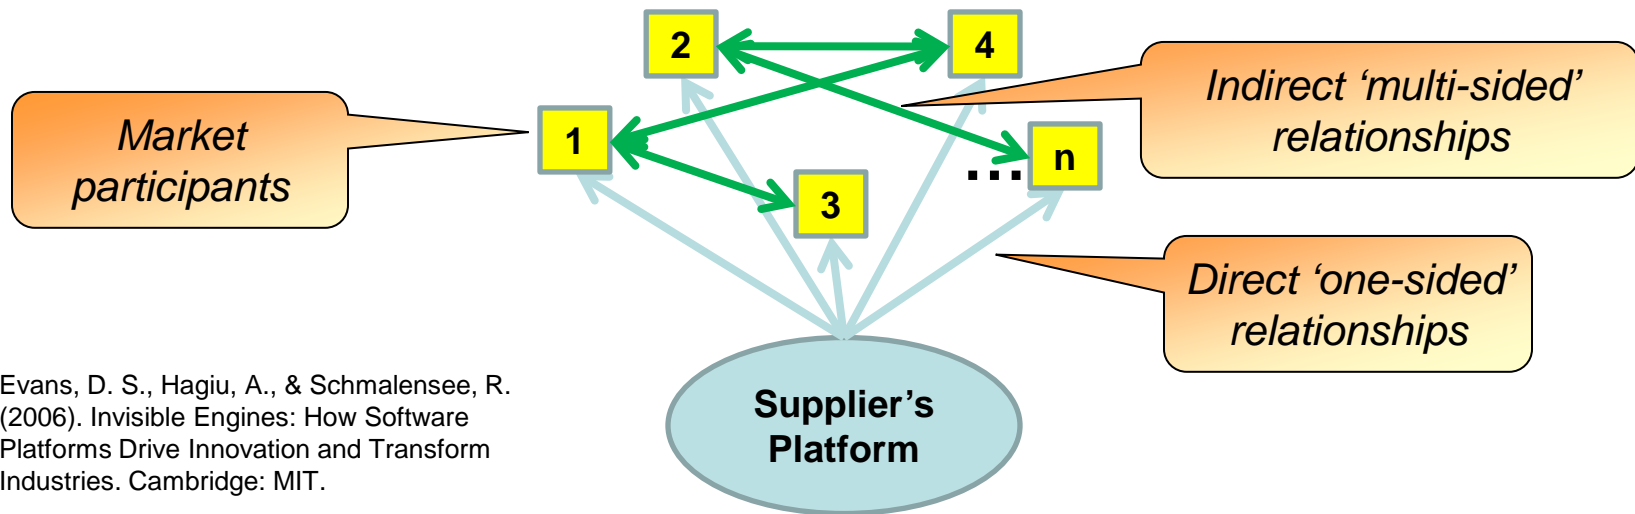 2
4
Market
participants
Indirect ‘multi-sided’
relationships
1
3
...
n
Direct ‘one-sided’
relationships
Evans, D. S., Hagiu, A., & Schmalensee, R.
(2006). Invisible Engines: How Software
Platforms Drive Innovation and Transform
Industries. Cambridge: MIT.
Supplier’s
Platform